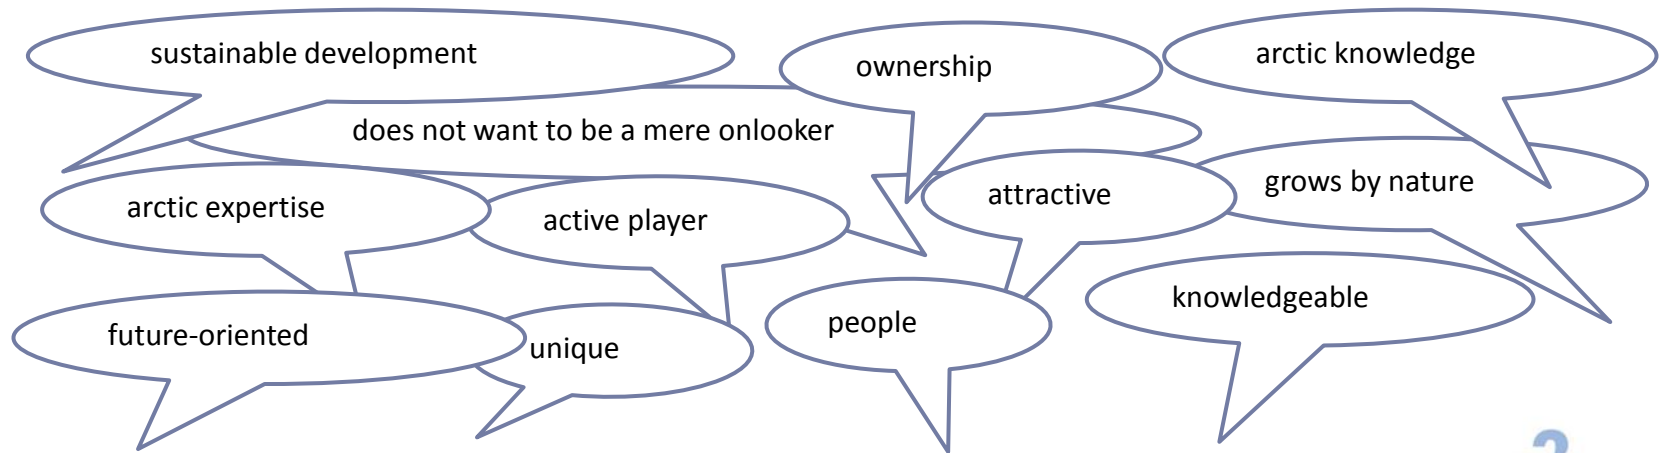 sustainable development
ownership
arctic knowledge
does not want to be a mere onlooker
arctic expertise
active player
attractive
grows by nature
future-oriented
unique
people
knowledgeable